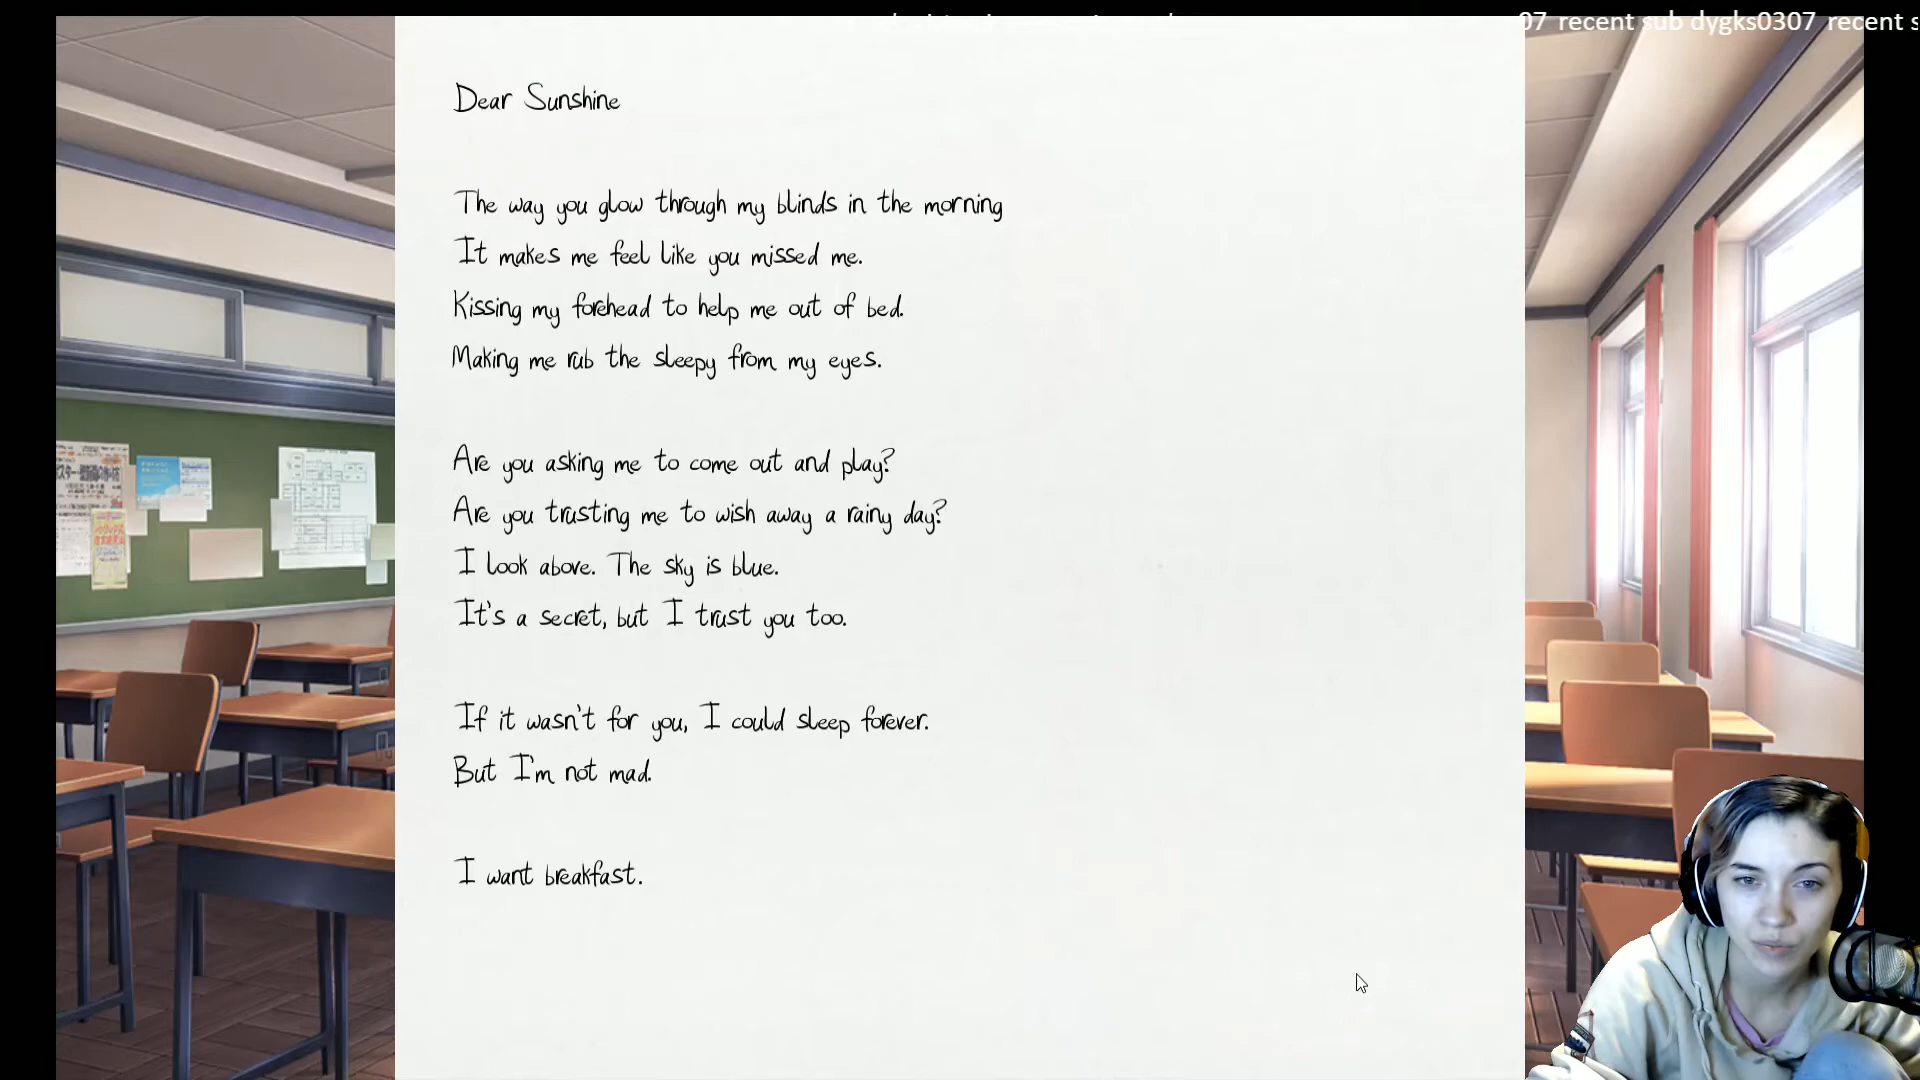 07 recent sub dygks0307 recent s
Dear Sunshine
The way you glow through my blinds in the morning
It makes me feel like you missed me.
Kissing my forehead to help me out of bed.
Making me rub the sleepy from my eyes.
Are you asking me to come out and play?
Are you trusting me to wish away a rainy day?
I look above. The sky is blue.
It's a secret, but I trust you too.
If it wasn't for you, I could sleep forever.
But I'm not mad.
I want breakfast.